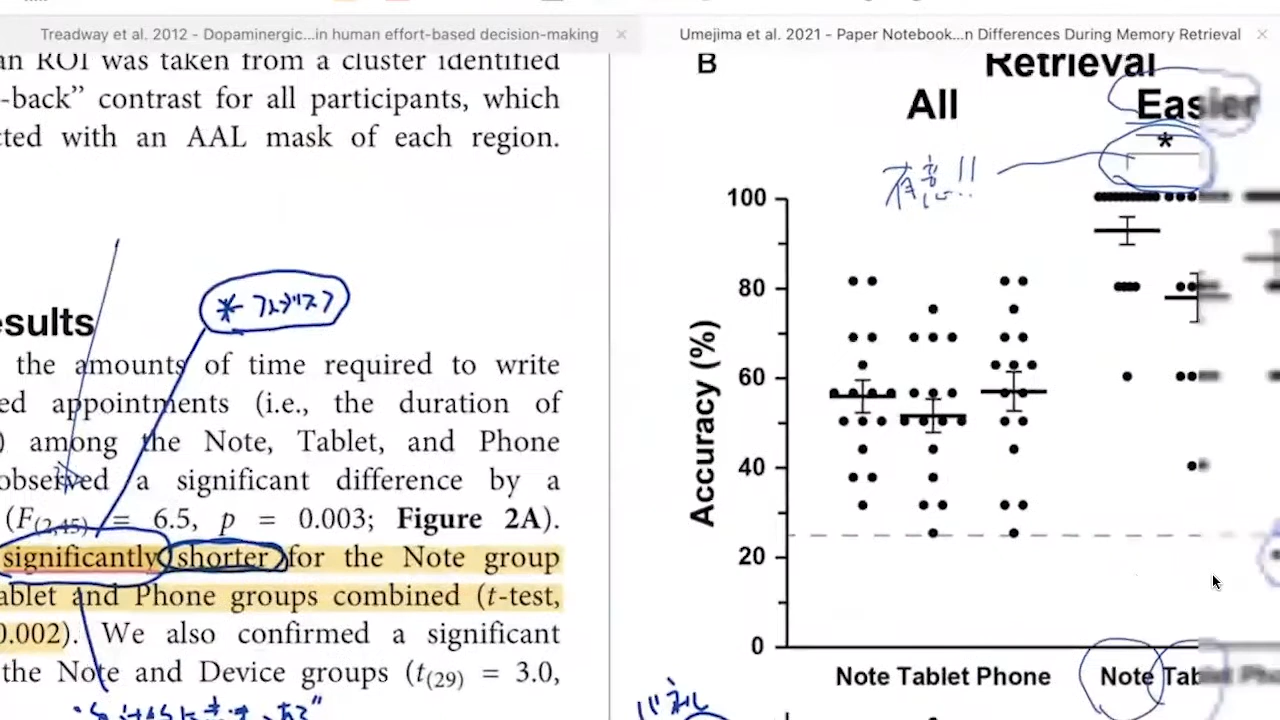 Treadway et al. 2012 - Dopaminergic...in human effort-based decision-making
Umejima et al. 2021 - Paper Notebook...n Differences During Memory Retrieval
an ROI was taken from a cluster identified
-back” contrast for all participants, which
cted with an AAL mask of each region.
esults
the amounts of time required to write
ed appointments (i.e., the duration of
) among the Note, Tablet, and Phone
observed a significant difference by a
(F(2,45) = 6.5, p = 0.003; Figure 2A).
significantly shorter for the Note group
ablet and Phone groups combined (t-test,
0.002). We also confirmed a significant
the Note and Device groups (t(29) = 3.0,
B
Retrieval
All
Easier
*
有意!!
Accuracy (%)
100
80
60
40
20
0
Note Tablet Phone
Note Tablet Pho